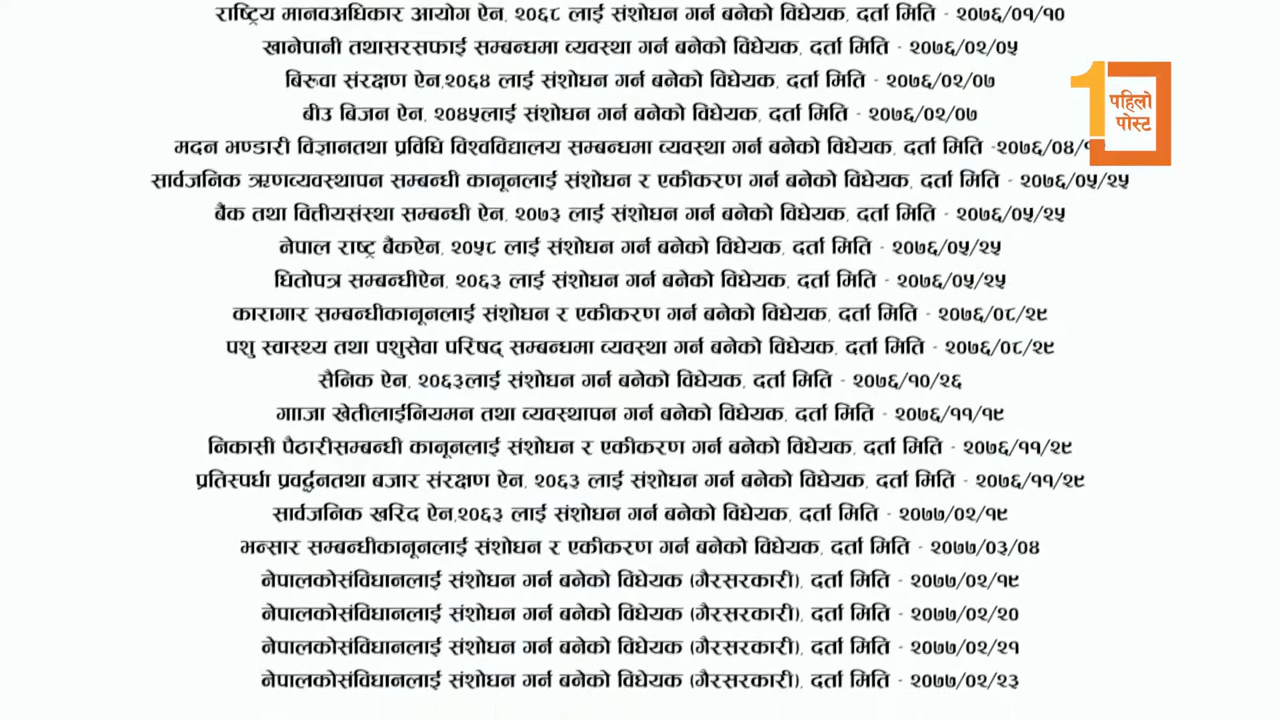 राष्ट्रिय मानवअधिकार आयोग ऐन, २०६८ लाई संशोधन गर्न बनेको विधेयक, दर्ता मिति - २०७६/०१/१०
खानेपानी तथासरसफाई सम्बन्धमा व्यवस्था गर्न बनेको विधेयक, दर्ता मिति - २०७६/०२/०५
बिरुवा संरक्षण ऐन,२०६४ लाई संशोधन गर्न बनेको विधेयक, दर्ता मिति - २०७६/०२/०७
बीउ बिजन ऐन, २०४५लाई संशोधन गर्न बनेको विधेयक, दर्ता मिति - २०७६/०२/०७
पहिलो
पोस्ट
मदन भण्डारी विज्ञानतथा प्रविधि विश्वविद्यालय सम्बन्धमा व्यवस्था गर्न बनेको विधेयक, दर्ता मिति -२०७६/०४/
सार्वजनिक ऋणव्यवस्थापन सम्बन्धी कानूनलाई संशोधन र एकीकरण गर्न बनेको विधेयक, दर्ता मिति - २०७६/०५/२५
बैंक तथा वित्तीयसंस्था सम्बन्धी ऐन, २०७३ लाई संशोधन गर्न बनेको विधेयक, दर्ता मिति - २०७६/०५/२५
नेपाल राष्ट्र बैंकऐन, २०५८ लाई संशोधन गर्न बनेको विधेयक, दर्ता मिति - २०७६/०५/२५
धितोपत्र सम्बन्धीऐन, २०६३ लाई संशोधन गर्न बनेको विधेयक, दर्ता मिति - २०७६/०५/२५
कारागार सम्बन्धीकानूनलाई संशोधन र एकीकरण गर्न बनेको विधेयक, दर्ता मिति - २०७६/०८/२९
पशु स्वास्थ्य तथा पशुसेवा परिषद् सम्बन्धमा व्यवस्था गर्न बनेको विधेयक, दर्ता मिति - २०७६/०८/२९
सैनिक ऐन, २०६३लाई संशोधन गर्न बनेको विधेयक, दर्ता मिति - २०७६/१०/२६
गााजा खेतीलाईनियमन तथा व्यवस्थापन गर्न बनेको विधेयक, दर्ता मिति - २०७६/११/१९
निकासी पैठारीसम्बन्धी कानूनलाई संशोधन र एकीकरण गर्न बनेको विधेयक, दर्ता मिति - २०७६/११/२९
प्रतिस्पर्धा प्रवर्द्धनतथा बजार संरक्षण ऐन, २०६३ लाई संशोधन गर्न बनेको विधेयक, दर्ता मिति - २०७६/११/२९
सार्वजनिक खरिद ऐन,२०६३ लाई संशोधन गर्न बनेको विधेयक, दर्ता मिति - २०७७/०२/१९
भन्सार सम्बन्धीकानूनलाई संशोधन र एकीकरण गर्न बनेको विधेयक, दर्ता मिति - २०७७/०३/०४
नेपालकोसंविधानलाई संशोधन गर्न बनेको विधेयक (गैरसरकारी), दर्ता मिति - २०७७/०२/१९
नेपालकोसंविधानलाई संशोधन गर्न बनेको विधेयक (गैरसरकारी), दर्ता मिति - २०७७/०२/२०
नेपालकोसंविधानलाई संशोधन गर्न बनेको विधेयक (गैरसरकारी), दर्ता मिति - २०७७/०२/२१
नेपालकोसंविधानलाई संशोधन गर्न बनेको विधेयक (गैरसरकारी), दर्ता मिति - २०७७/०२/२३